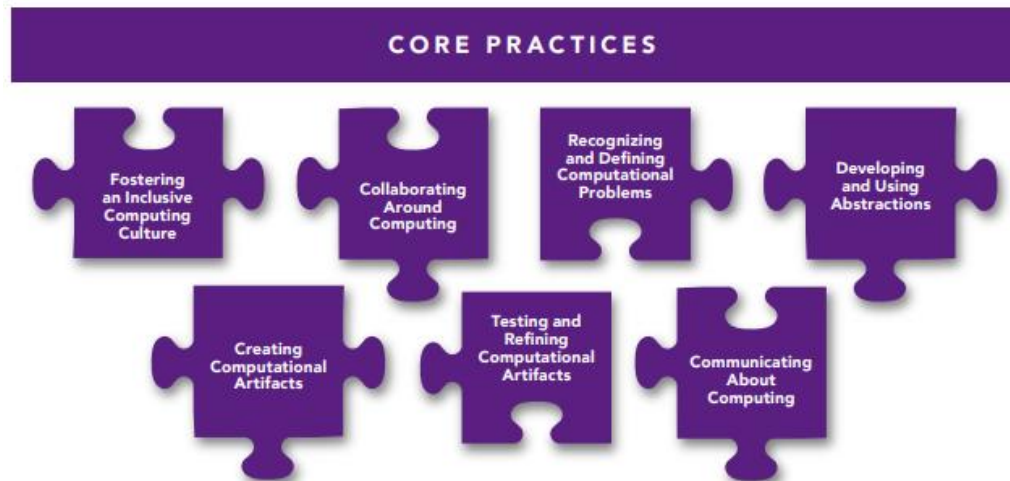 CORE PRACTICES
Fostering
an Inclusive
Computing
Culture
Collaborating
Around
Computing
Recognizing
and Defining
Computational
Problems
Developing
and Using
Abstractions
Creating
Computational
Artifacts
Testing and
Refining
Computational
Artifacts
Communicating
About
Computing